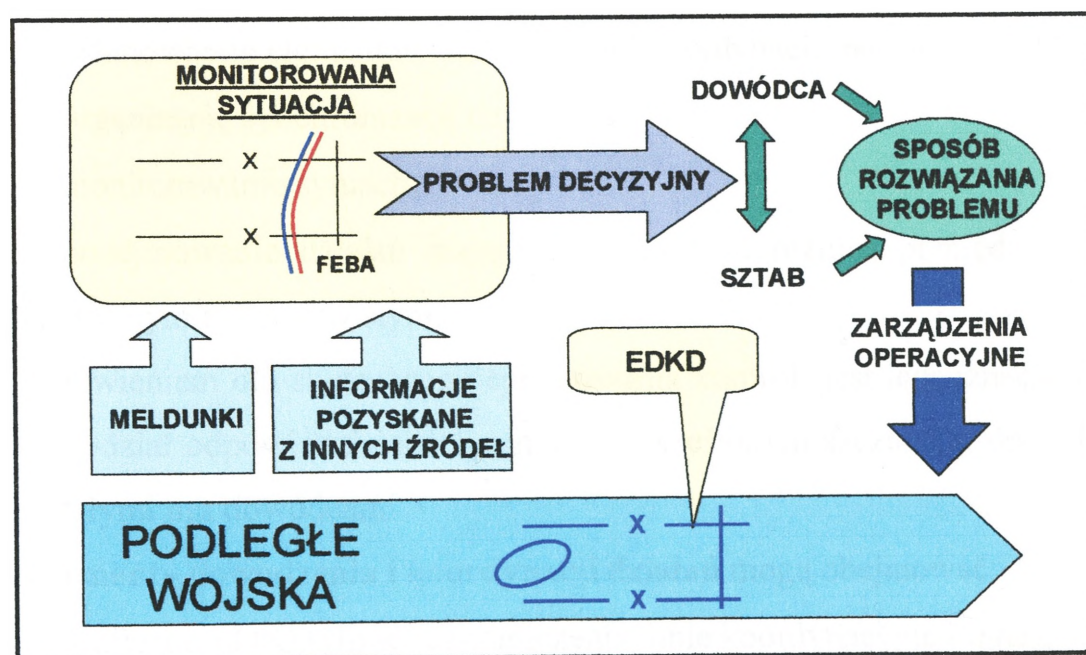 MONITOROWANA
SYTUACJA
X
X
FEBA
PROBLEM DECYZYJNY
DOWÓDCA
SZTAB
SPOSÓB
ROZWIĄZANIA
PROBLEMU
ZARZĄDZENIA
OPERACYJNE
MELDUNKI
INFORMACJE
POZYSKANE
Z INNYCH ŹRÓDEŁ
EDKD
PODLEGŁE
WOJSKA
X
X